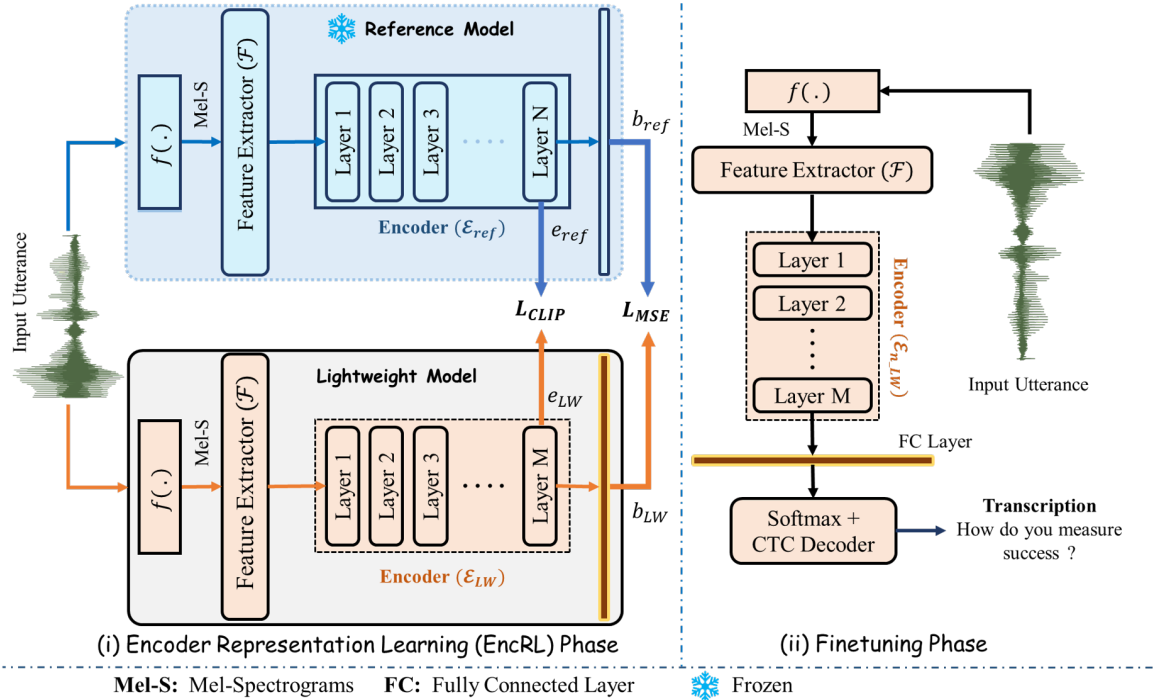 Reference Model
f(.)
Mel-S
Feature Extractor (ℱ)
Layer 1
Layer 2
Layer 3
....
Layer N
Encoder (ℰ_ref)
b_ref
e_ref
Input Utterance
L_CLIP
L_MSE
Lightweight Model
e_LW
f(.)
Mel-S
Feature Extractor (ℱ)
Layer 1
Layer 2
Layer 3
....
Layer M
b_LW
Encoder (ℰ_LW)
(i) Encoder Representation Learning (EncRL) Phase
f(.)
Mel-S
Feature Extractor (ℱ)
Layer 1
Layer 2
Layer M
Encoder (ℰ_n_LW)
Input Utterance
FC Layer
Softmax +
CTC Decoder
Transcription
How do you measure
success ?
(ii) Finetuning Phase
Mel-S: Mel-Spectrograms FC: Fully Connected Layer Frozen